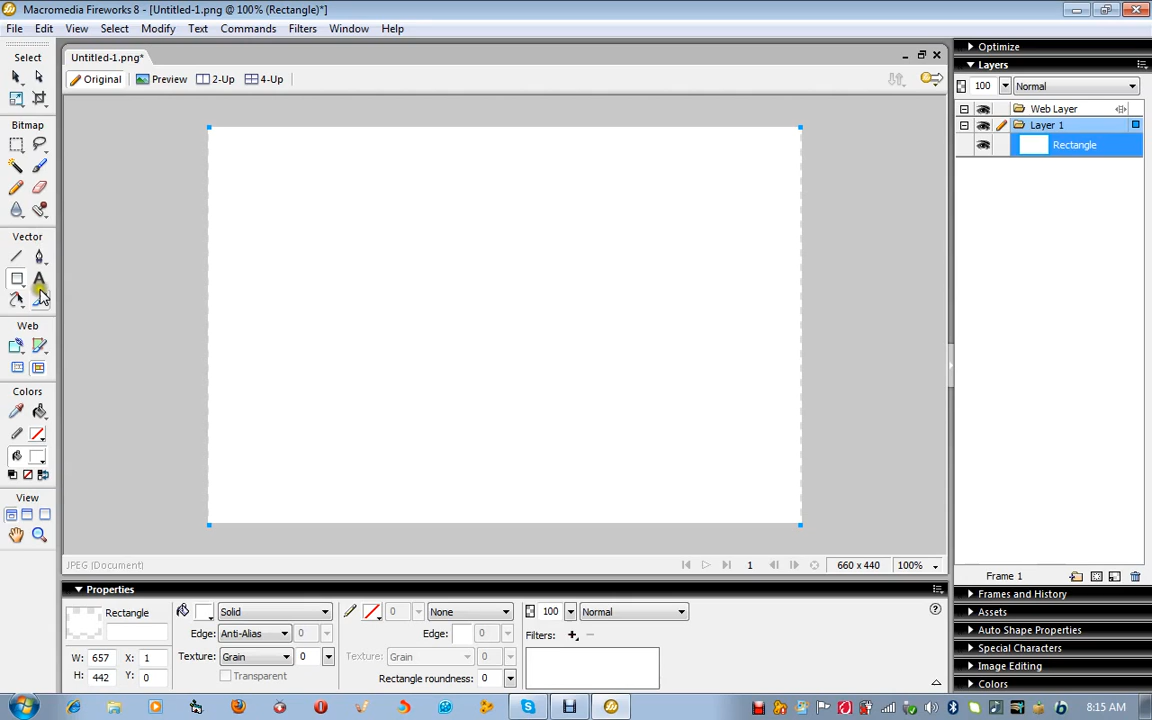 Macromedia Fireworks 8 - [Untitled-1.png @ 100% (Rectangle)*]
File Edit View Select Modify Text Commands Filters Window Help
Select
Bitmap
Vector
A
Web
Colors
View
Untitled-1.png*
Original Preview 2-Up 4-Up
JPEG (Document)
1
660 x 440
100%
Properties
Rectangle
W: 657 X: 1
H: 442 Y: 0
Solid
Edge: Anti-Alias 0
Texture: Grain 0
Transparent
0 None
Edge: 0
Texture: Grain 0
Rectangle roundness: 0
100 Normal
Filters:
Optimize
Layers
100 Normal
Web Layer
Layer 1
Rectangle
Frame 1
Frames and History
Assets
Auto Shape Properties
Special Characters
Image Editing
Colors
8:15 AM